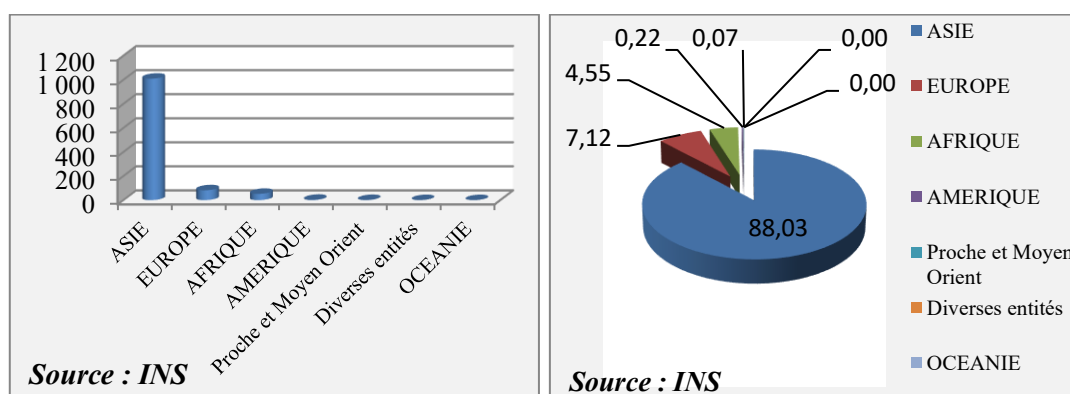 1 200
1 000
800
600
400
200
0
ASIE
EUROPE
AFRIQUE
AMERIQUE
Proche et Moyen Orient
Diverses entités
OCEANIE
Source : INS
0,22
0,07
0,00
4,55
0,00
7,12
88,03
ASIE
EUROPE
AFRIQUE
AMÉRIQUE
Proche et Moyen
Orient
Diverses entités
OCEANIE
Source : INS